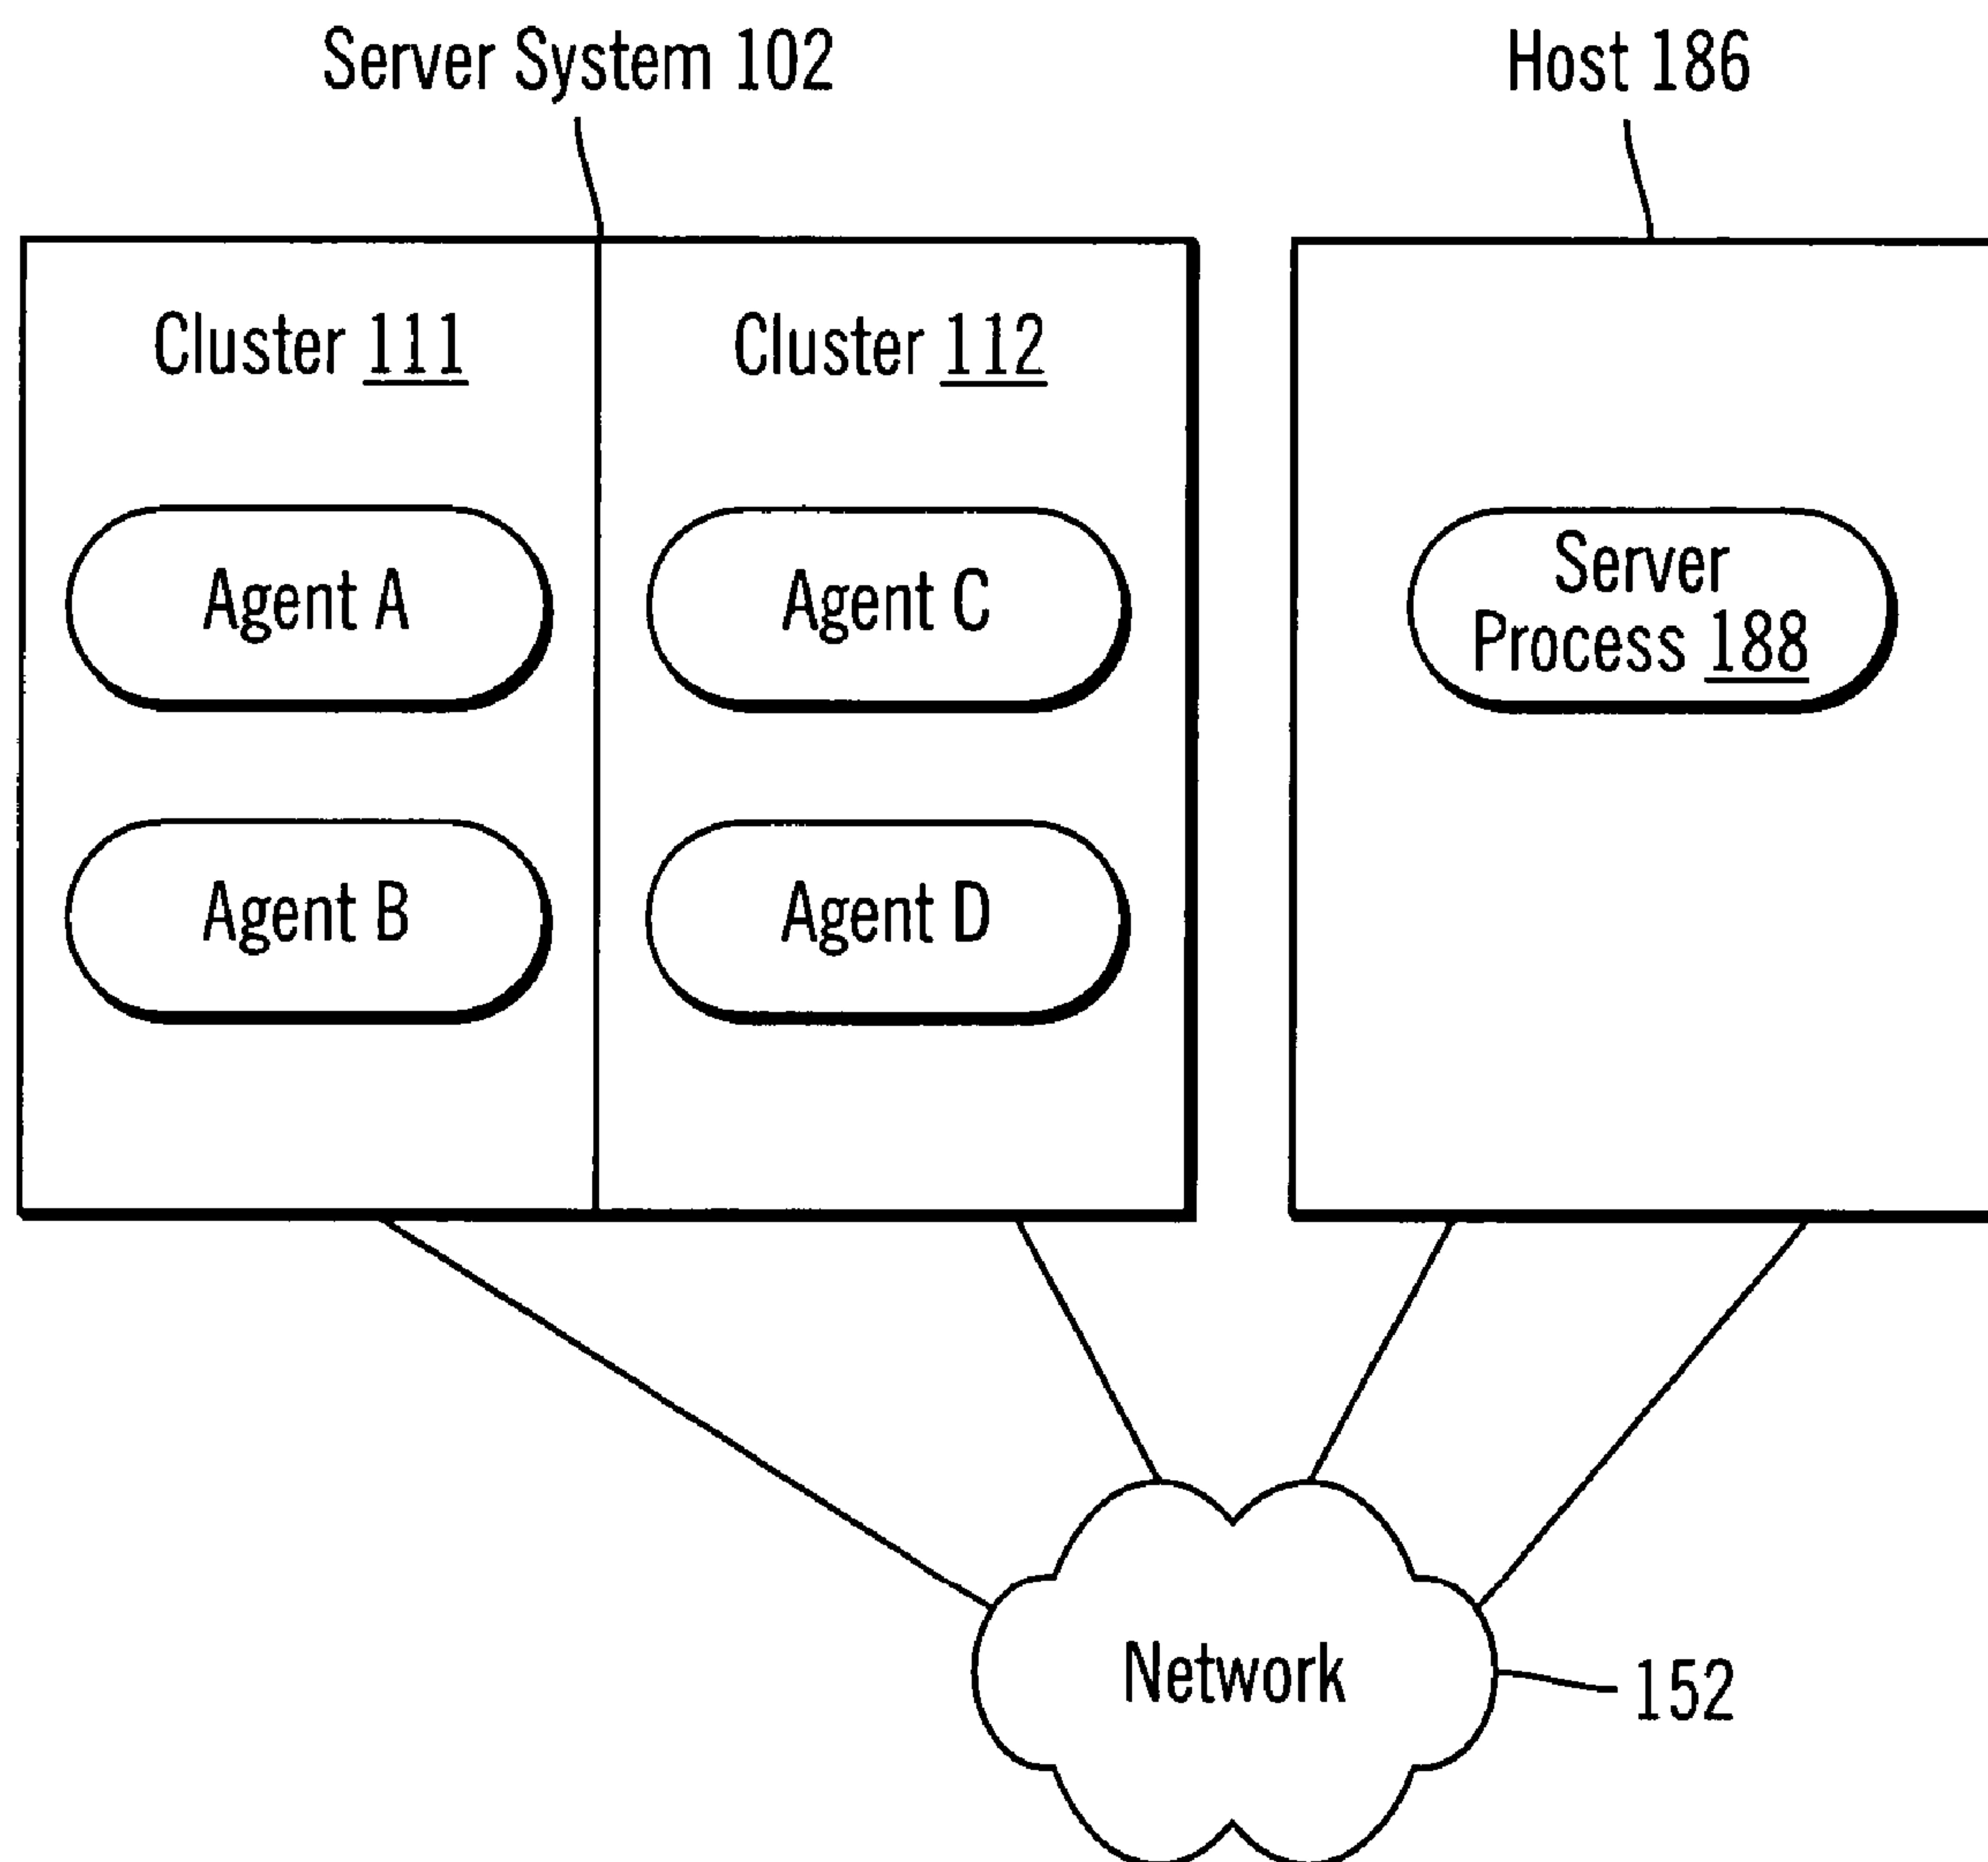 Server System 102
Host 186
Cluster 111
Cluster 112
Agent A
Agent C
Server
Process 188
Agent B
Agent D
Network
152